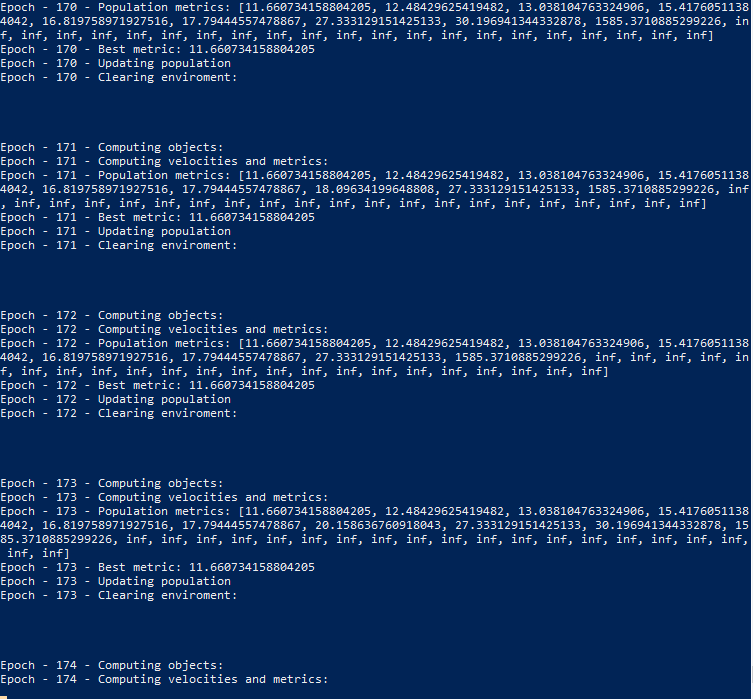 Epoch - 170 - Population metrics: [11.660734158804205, 12.48429625419482, 13.038104763324906, 15.4176051138
4042, 16.819758971927516, 17.79444557478867, 27.333129151425133, 30.196941344332878, 1585.3710885299226, in
f, inf, inf, inf, inf, inf, inf, inf, inf, inf, inf, inf, inf, inf, inf, inf, inf, inf, inf, inf, inf]
Epoch - 170 - Best metric: 11.660734158804205
Epoch - 170 - Updating population
Epoch - 170 - Clearing enviroment:
Epoch - 171 - Computing objects:
Epoch - 171 - Computing velocities and metrics:
Epoch - 171 - Population metrics: [11.660734158804205, 12.48429625419482, 13.038104763324906, 15.4176051138
4042, 16.819758971927516, 17.79444557478867, 18.09634199648808, 27.333129151425133, 1585.3710885299226, inf
, inf, inf, inf, inf, inf, inf, inf, inf, inf, inf, inf, inf, inf, inf, inf, inf, inf, inf, inf, inf]
Epoch - 171 - Best metric: 11.660734158804205
Epoch - 171 - Updating population
Epoch - 171 - Clearing enviroment:
Epoch - 172 - Computing objects:
Epoch - 172 - Computing velocities and metrics:
Epoch - 172 - Population metrics: [11.660734158804205, 12.48429625419482, 13.038104763324906, 15.4176051138
4042, 16.819758971927516, 17.79444557478867, 27.333129151425133, 1585.3710885299226, inf, inf, inf, inf, in
f, inf, inf, inf, inf, inf, inf, inf, inf, inf, inf, inf, inf, inf, inf, inf, inf]
Epoch - 172 - Best metric: 11.660734158804205
Epoch - 172 - Updating population
Epoch - 172 - Clearing enviroment:
Epoch - 173 - Computing objects:
Epoch - 173 - Computing velocities and metrics:
Epoch - 173 - Population metrics: [11.660734158804205, 12.48429625419482, 13.038104763324906, 15.4176051138
4042, 16.819758971927516, 17.79444557478867, 20.158636760918043, 27.333129151425133, 30.196941344332878, 15
85.3710885299226, inf, inf, inf, inf, inf, inf, inf, inf, inf, inf, inf, inf, inf, inf, inf, inf, inf, inf,
inf, inf]
Epoch - 173 - Best metric: 11.660734158804205
Epoch - 173 - Updating population
Epoch - 173 - Clearing enviroment:
Epoch - 174 - Computing objects:
Epoch - 174 - Computing velocities and metrics: